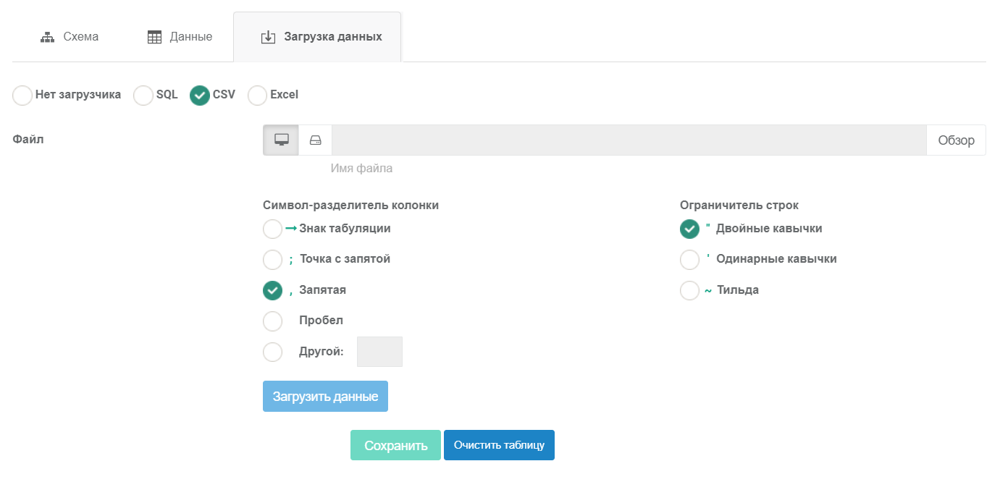 Схема Данные Загрузка данных
Нет загрузчика SQL CSV Excel
Файл Обзор
Имя файла
Символ-разделитель колонки Ограничитель строк
Знак табуляции " Двойные кавычки
; Точка с запятой ' Одинарные кавычки
, Запятая ~ Тильда
Пробел
Другой:
Загрузить данные
Сохранить Очистить таблицу